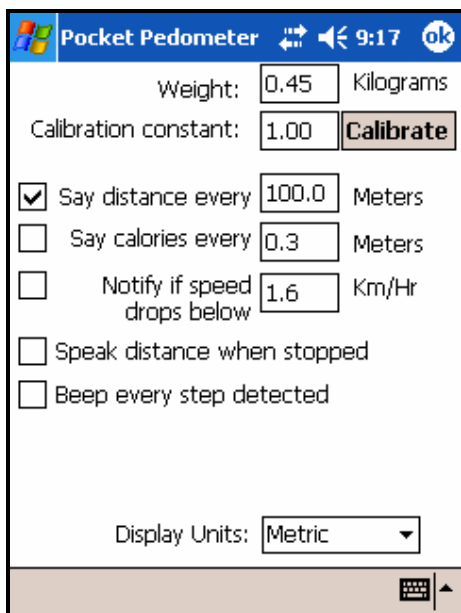 Pocket Pedometer 9:17 ok
Weight: 0.45 Kilograms
Calibration constant: 1.00 Calibrate
Say distance every 100.0 Meters
Say calories every 0.3 Meters
Notify if speed drops below 1.6 Km/Hr
Speak distance when stopped
Beep every step detected
Display Units: Metric